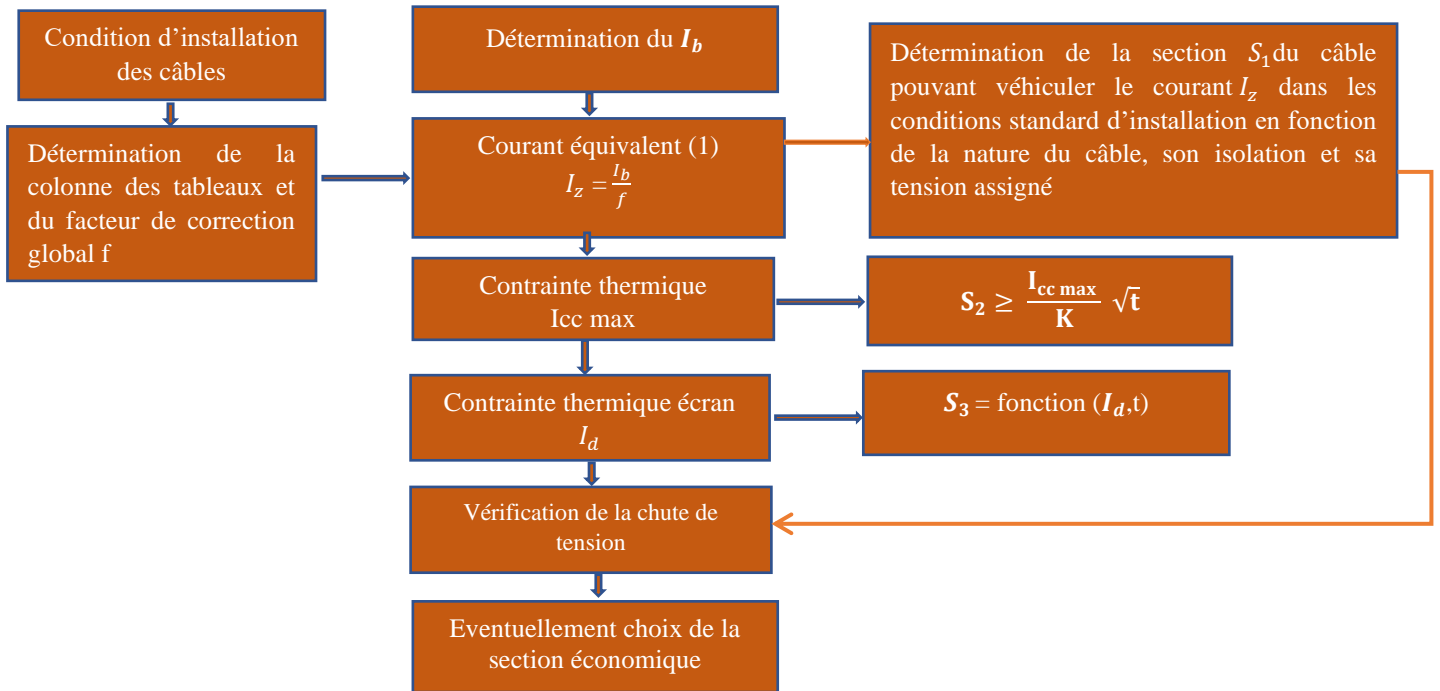 Condition d’installation
des câbles
Détermination de la
colonne des tableaux et
du facteur de correction
global f
Détermination du I_b
Courant équivalent (1)
I_z = I_b/f
Détermination de la section S₁du câble
pouvant véhiculer le courant I_z dans les
conditions standard d’installation en fonction
de la nature du câble, son isolation et sa
tension assigné
Contrainte thermique
Icc max
S₂ ≥ I_cc max/K √t
Contrainte thermique écran
I_d
S₃ = fonction (I_d,t)
Vérification de la chute de
tension
Eventuellement choix de la
section économique